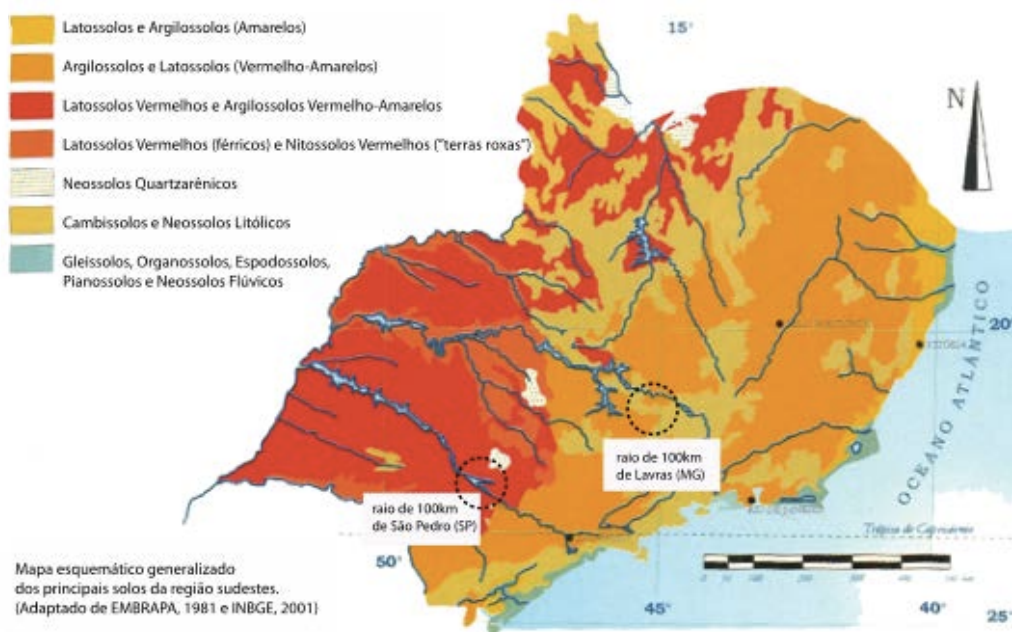 Latossolos e Argilossolos (Amarelos)
Argilossolos e Latossolos (Vermelho-Amarelos)
Latossolos Vermelhos e Argilossolos Vermelho-Amarelos
Latossolos Vermelhos (férricos) e Nitossolos Vermelhos ("terras roxas")
Neossolos Quartzarênicos
Cambissolos e Neossolos Litólicos
Gleissolos, Organossolos, Espodossolos,
Pianossolos e Neossolos Flúvicos
15°
N
20°
OCEANO ATLÂNTICO
raio de 100km
de Lavras (MG)
raio de 100km
de São Pedro (SP)
Trópico de Capricórnio
50°
45°
40°
25°
Mapa esquemático generalizado
dos principais solos da região sudestes.
(Adaptado de EMBRAPA, 1981 e INBGE, 2001)